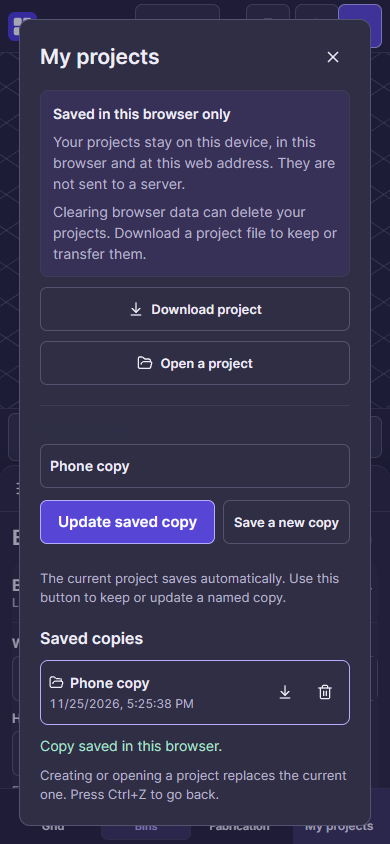 My projects
Saved in this browser only
Your projects stay on this device, in this
browser and at this web address. They are
not sent to a server.
Clearing browser data can delete your
projects. Download a project file to keep or
transfer them.
Download project
Open a project
Phone copy
Update saved copy
Save a new copy
The current project saves automatically. Use this
button to keep or update a named copy.
Saved copies
Phone copy
11/25/2026, 5:25:38 PM
Copy saved in this browser.
Creating or opening a project replaces the current
one. Press Ctrl+Z to go back.
Grid
Bins
Fabrication
My projects